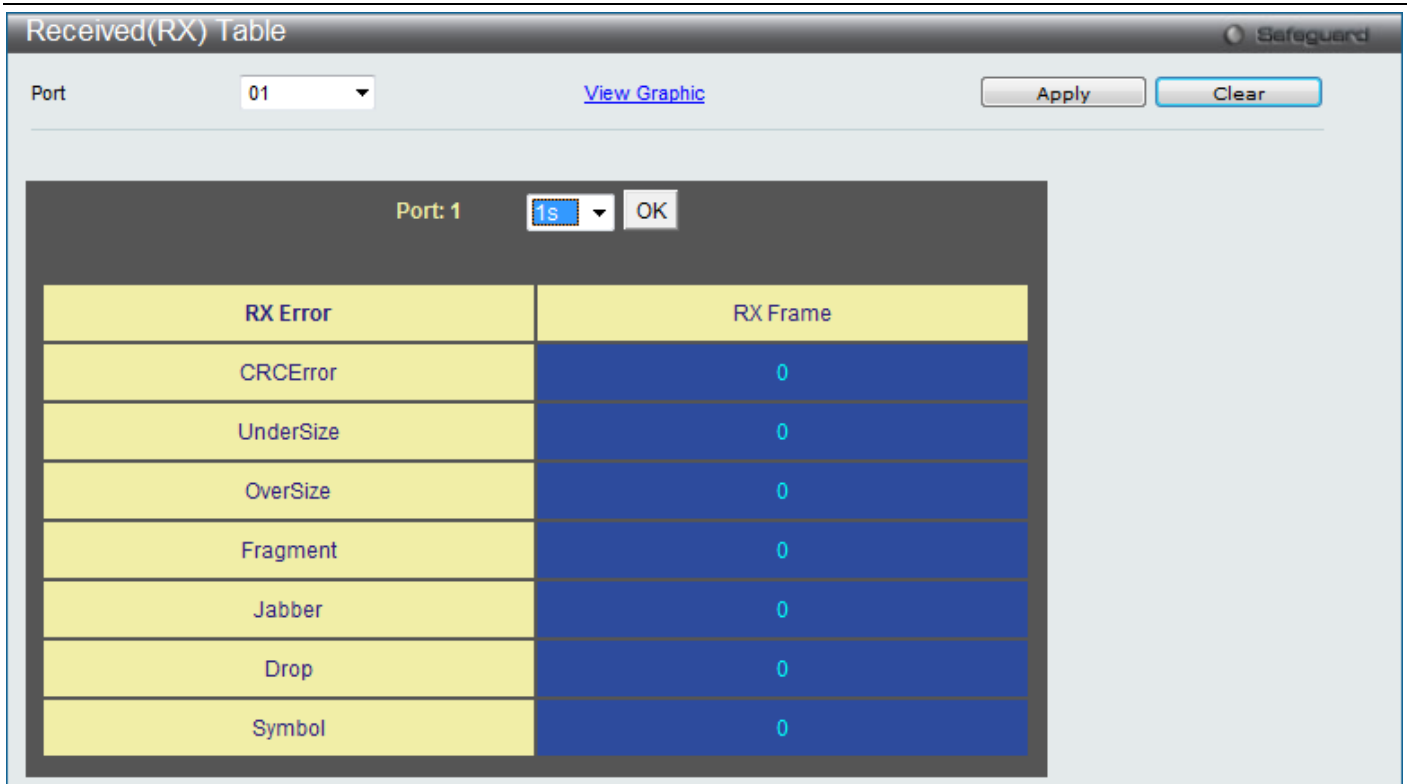 Received(RX) Table Safeguard
Port 01 View Graphic Apply Clear
Port: 1 1s OK
RX Error RX Frame
CRCError 0
UnderSize 0
OverSize 0
Fragment 0
Jabber 0
Drop 0
Symbol 0